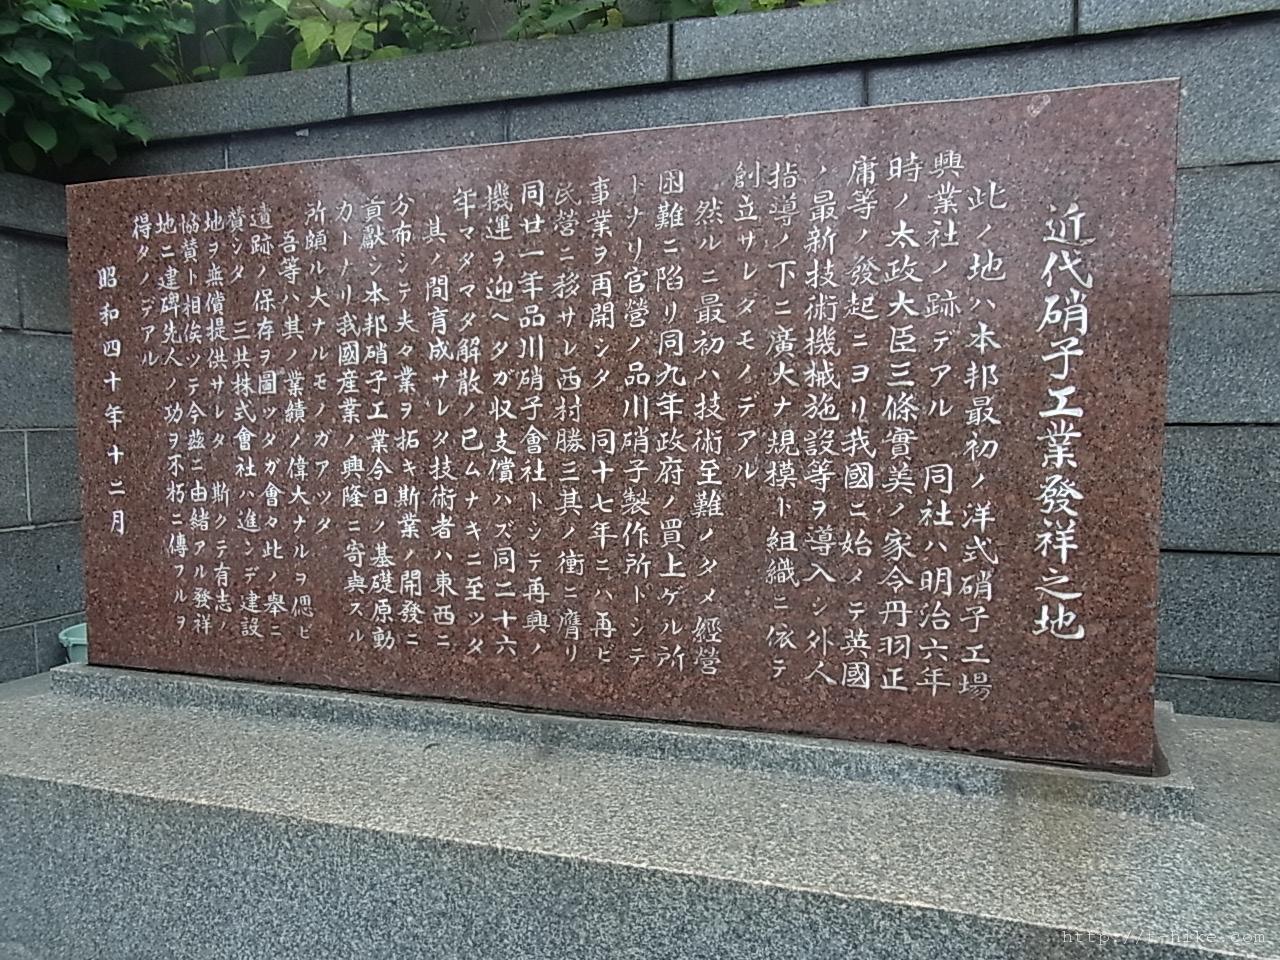 近代硝子工業發祥之地
此ノ地ハ本邦最初ノ洋式硝子工場
興業社ノ跡デアル 同社ハ明治六年
時ノ太政大臣三條實美ノ家令丹羽正
庸等ノ發起ニヨリ我國ニ始メテ英國
ノ最新技術機械施設等ヲ導入シ外人
指導ノ下ニ廣大ナ規模ト組織ニ依テ
創立サレタモノデアル
然ルニ最初ハ技術至難ノタメ經營
困難ニ陷リ同九年政府ノ買上ゲル所
トナリ官營ノ品川硝子製作所トシテ
事業ヲ再開シタ 同十七年ニハ再ビ
民營ニ移サレ西村勝三其ノ衝ニ膺リ
同廿一年品川硝子會社トシテ再興ノ
機運ヲ迎ヘタガ収支償ハズ同二十六
年マタマタ解散ノ已ムナキニ至ッタ
其ノ間育成サレタ技術者ハ東西ニ
分布シテ夫々業ヲ拓キ斯業ノ開發ニ
貢獻シ本邦硝子工業今日ノ基礎原動
力トナリ我國産業ノ興隆ニ寄與スル
所頗ル大ナルモノガアッタ
吾等ハ其ノ業績ノ偉大ナルヲ偲ビ
遺跡ノ保存ヲ圖ッタガ會々此ノ擧ニ
賛シタ 三共株式會社ハ進ンデ建設
地ヲ無償提供サレタ 斯クテ有志ノ
協賛ト相俟ツテ今茲ニ由緒アル發祥
地ニ建碑先人ノ功ヲ不朽ニ傳フルヲ
得タノデアル
昭和四十年十二月
http://f-hike.com